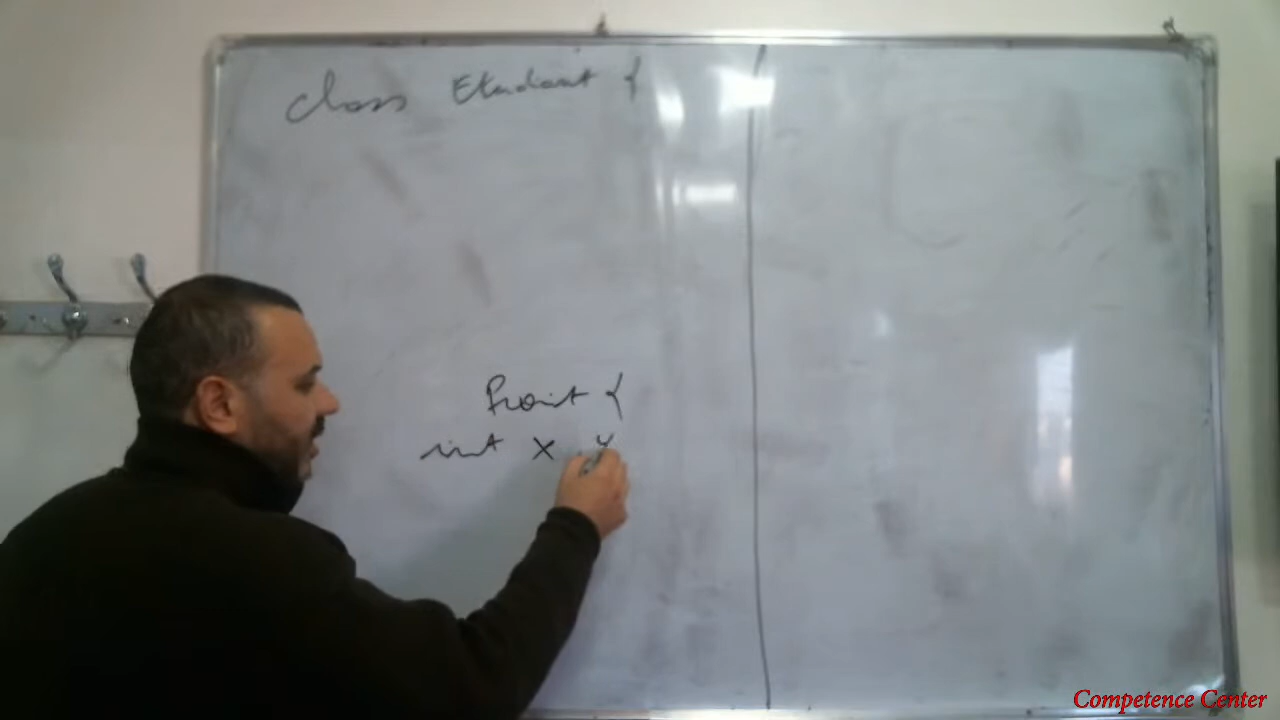 class Etudiant {
Point {
int x y
Competence Center